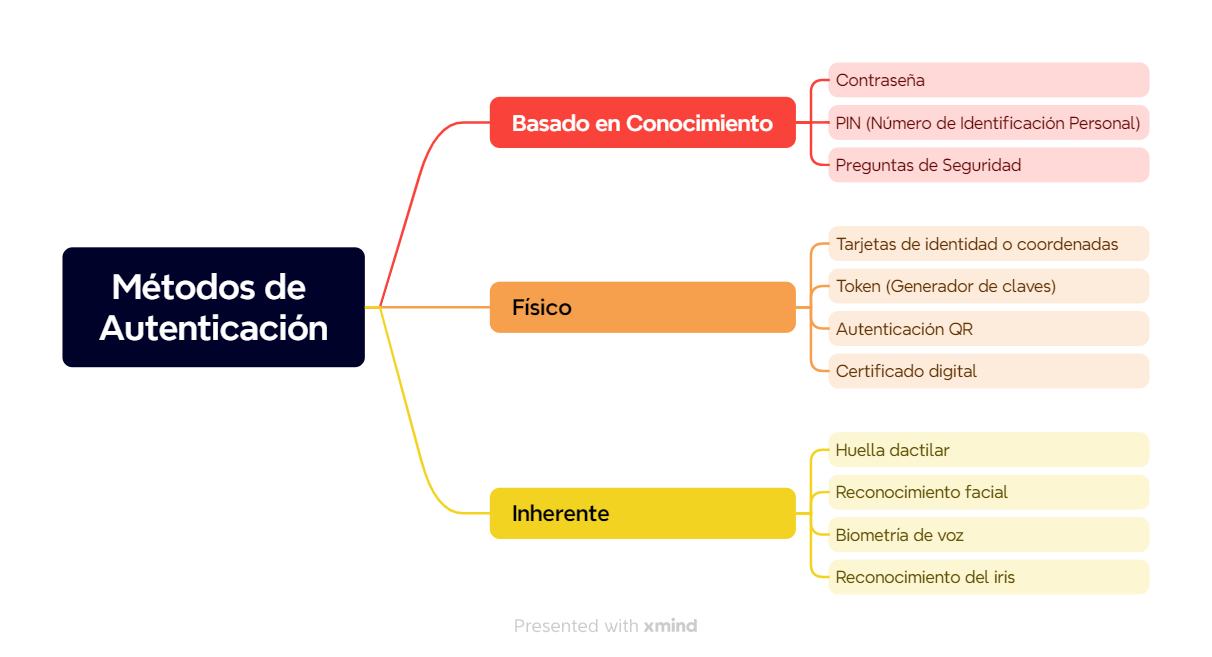 Métodos de
Autenticación
Basado en Conocimiento
Contraseña
PIN (Número de Identificación Personal)
Preguntas de Seguridad
Físico
Tarjetas de identidad o coordenadas
Token (Generador de claves)
Autenticación QR
Certificado digital
Inherente
Huella dactilar
Reconocimiento facial
Biometría de voz
Reconocimiento del iris
Presented with xmind